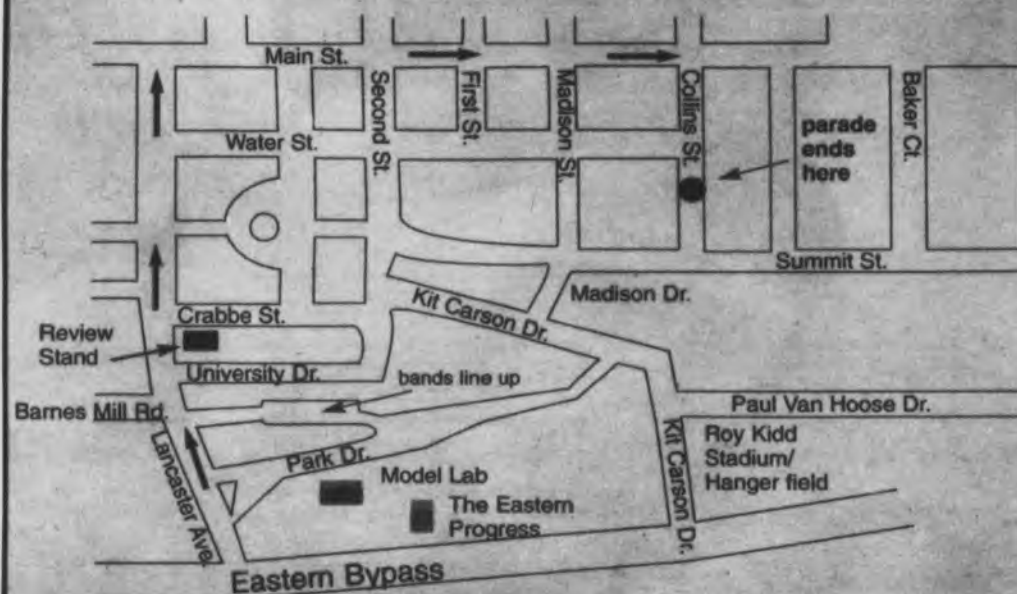 Main St.
Second St.
First St.
Madison St.
Collins St.
Baker Ct.
parade
ends
here
Water St.
Summit St.
Madison Dr.
Kit Carson Dr.
Crabbe St.
Review
Stand
University Dr.
bands line up
Barnes Mill Rd.
Paul Van Hoose Dr.
Lancaster Ave.
Park Dr.
Kit Carson Dr.
Roy Kidd
Stadium/
Hanger field
Model Lab
The Eastern
Progress
Eastern Bypass